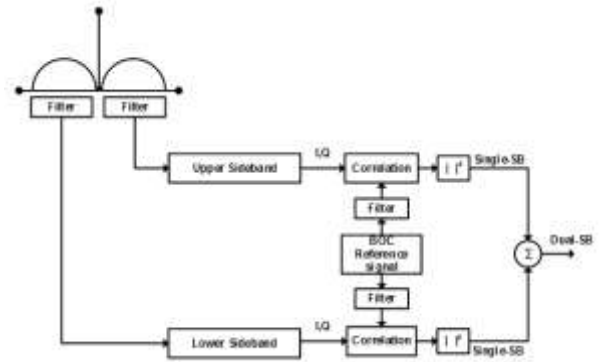 Filter
Filter
I,Q
Single-SB
Upper Sideband
Correlation
| |²
Filter
Dual-SB
BOC
Reference
signal
Σ
Filter
I,Q
Lower Sideband
Correlation
| |²
Single-SB